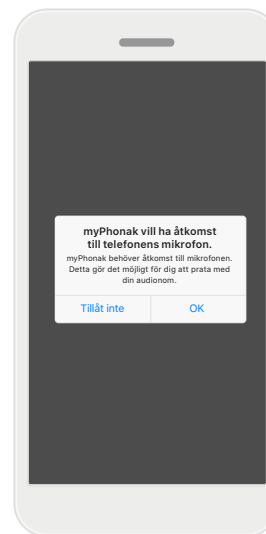 myPhonak vill ha åtkomst
till telefonens mikrofon.
myPhonak behöver åtkomst till mikrofonen.
Detta gör det möjligt för dig att prata med
din audionom.
Tillåt inte
OK